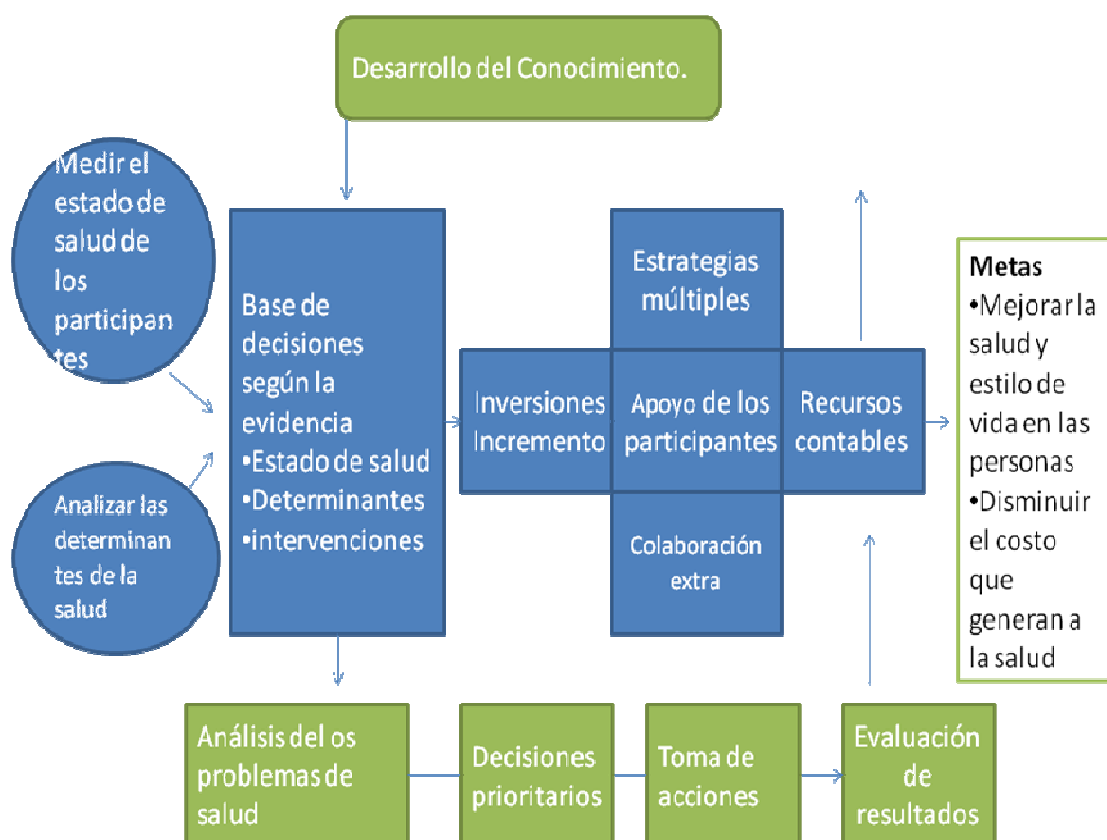 Desarrollo del Conocimiento.
Medir el
estado de
salud de
los
participan
tes
Analizar las
determinan
tes de la
salud
Base de
decisiones
según la
evidencia
•Estado de salud
•Determinantes
•intervenciones
Estrategias
múltiples
Inversiones
Incremento
Apoyo de los
participantes
Recursos
contables
Colaboración
extra
Metas
•Mejorar la
salud y
estilo de
vida en las
personas
•Disminuir
el costo
que
generan a
la salud
Análisis del os
problemas de
salud
Decisiones
prioritarios
Toma de
acciones
Evaluación
de
resultados